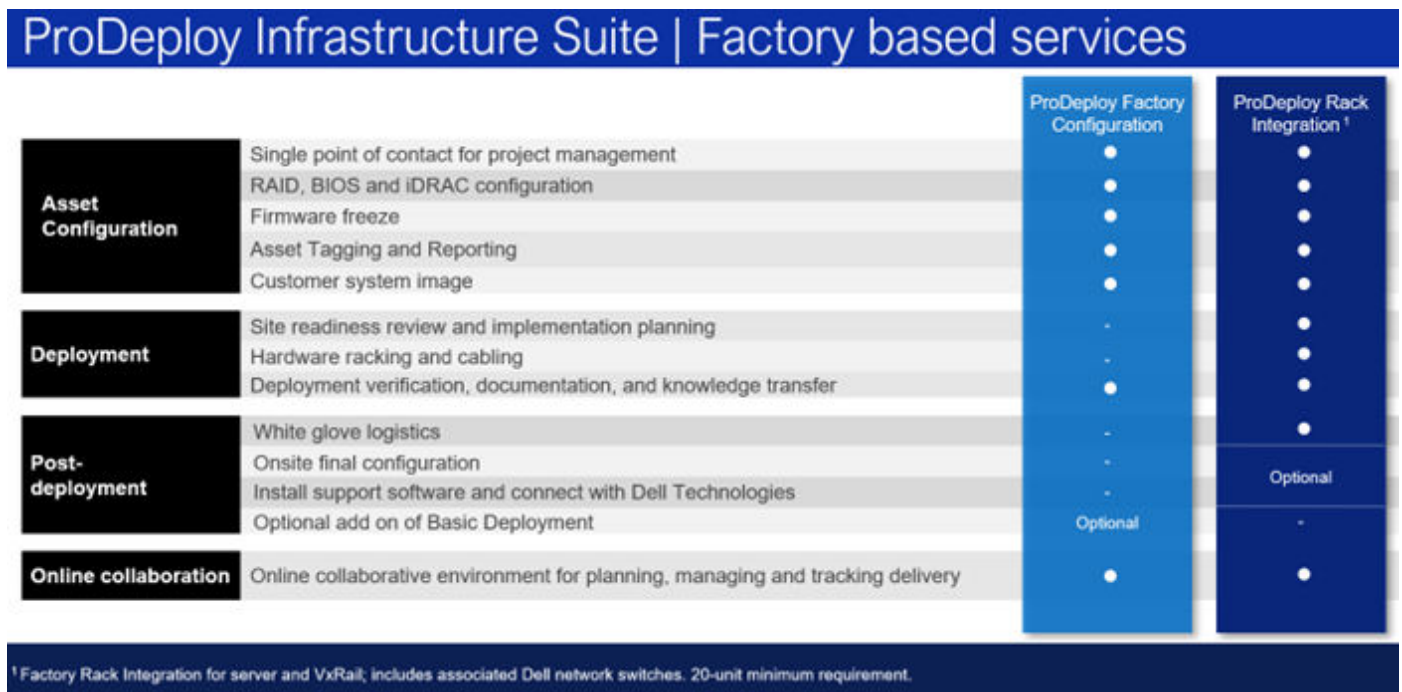 ProDeploy Infrastructure Suite | Factory based services
ProDeploy Factory
Configuration
ProDeploy Rack
Integration ¹
Asset
Configuration
Single point of contact for project management ● ●
RAID, BIOS and iDRAC configuration ● ●
Firmware freeze ● ●
Asset Tagging and Reporting ● ●
Customer system image ● ●
Deployment
Site readiness review and implementation planning - ●
Hardware racking and cabling - ●
Deployment verification, documentation, and knowledge transfer ● ●
Post-
deployment
White glove logistics - ●
Onsite final configuration -
Install support software and connect with Dell Technologies -
Optional
Optional add on of Basic Deployment Optional -
Online collaboration
Online collaborative environment for planning, managing and tracking delivery ● ●
¹ Factory Rack Integration for server and VxRail; includes associated Dell network switches. 20-unit minimum requirement.